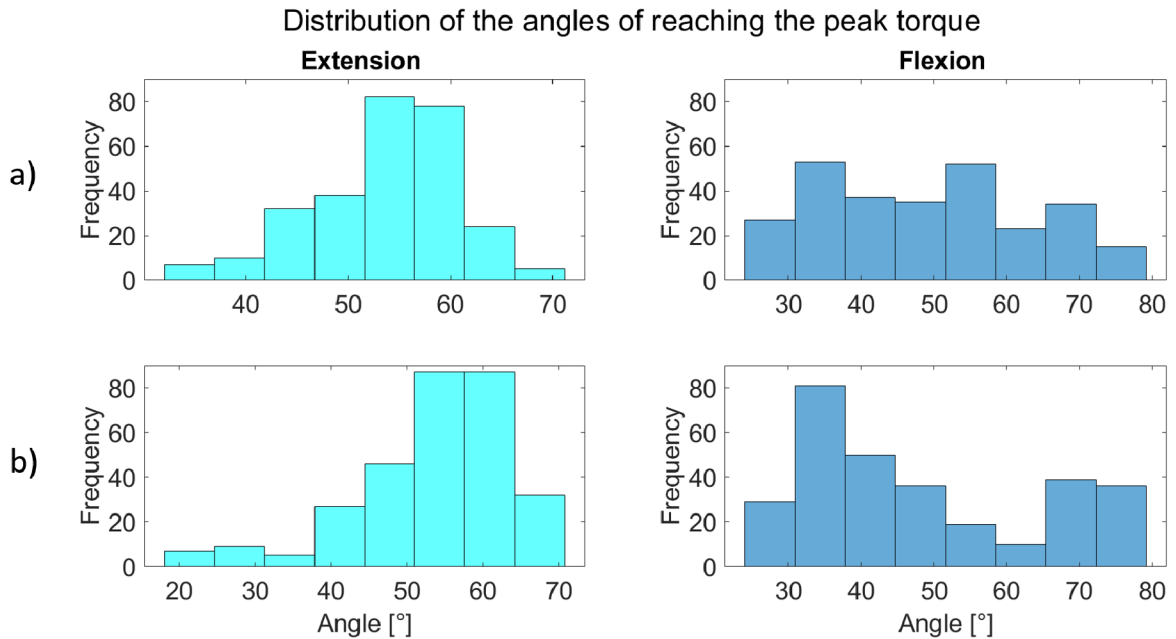 Distribution of the angles of reaching the peak torque
Extension
Flexion
a)
Frequency
80
60
40
20
0
40 50 60 70
Frequency
80
60
40
20
0
30 40 50 60 70 80
b)
Frequency
80
60
40
20
0
20 30 40 50 60 70
Angle [°]
Frequency
80
60
40
20
0
30 40 50 60 70 80
Angle [°]